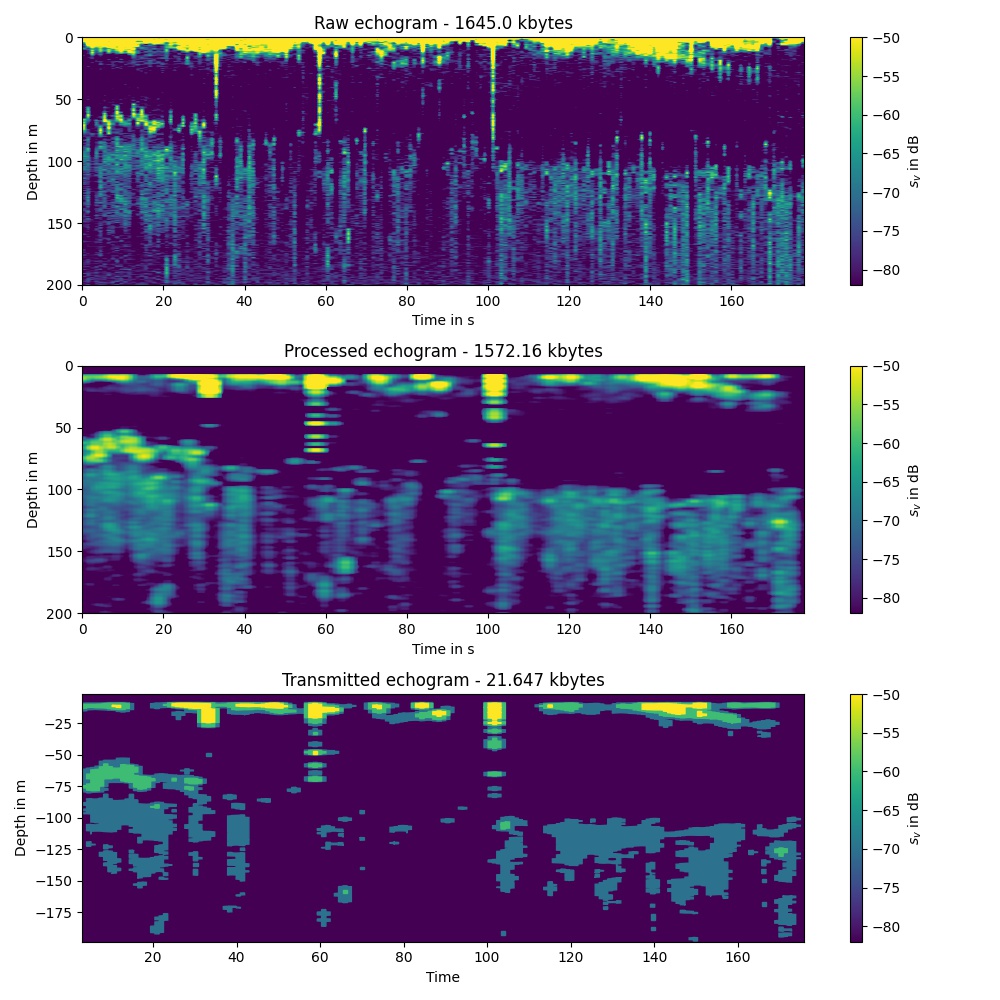 Raw echogram - 1645.0 kbytes
0
50
100
150
200
Depth in m
0 20 40 60 80 100 120 140 160
Time in s
−50
−55
−60
−65
−70
−75
−80
sv in dB
Processed echogram - 1572.16 kbytes
0
50
100
150
200
Depth in m
0 20 40 60 80 100 120 140 160
Time in s
−50
−55
−60
−65
−70
−75
−80
sv in dB
Transmitted echogram - 21.647 kbytes
−25
−50
−75
−100
−125
−150
−175
Depth in m
20 40 60 80 100 120 140 160
Time
−50
−55
−60
−65
−70
−75
−80
sv in dB